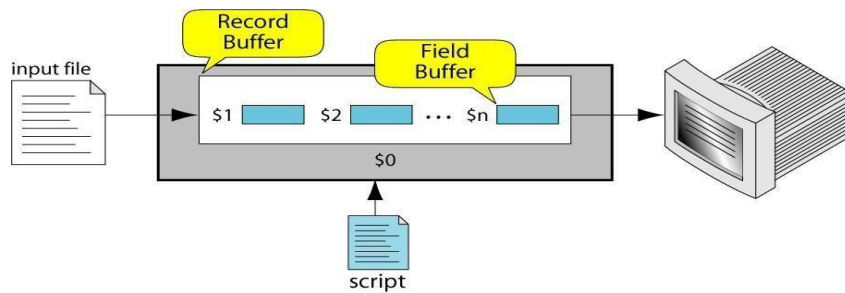 Record
Buffer
input file
Field
Buffer
$1
$2
...
$n
$0
script